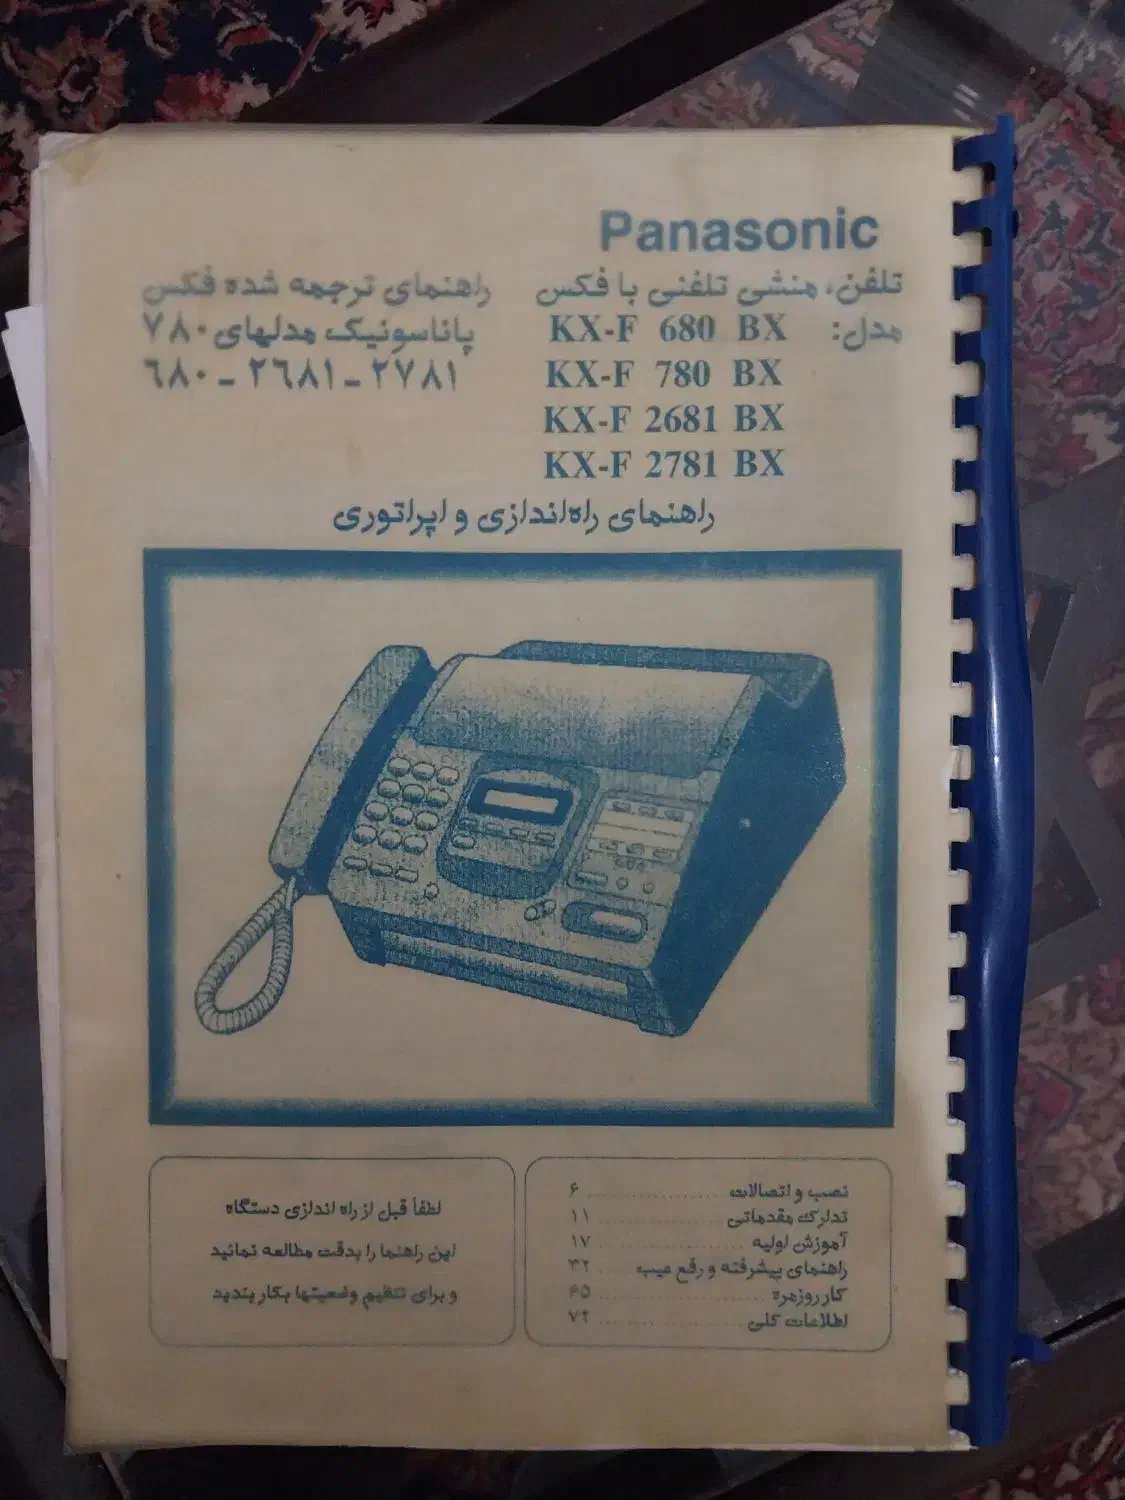 Panasonic
تلفن، منشی تلفنی با فکس
مدل: KX-F 680 BX
KX-F 780 BX
KX-F 2681 BX
KX-F 2781 BX
راهنمای ترجمه شده فکس
پاناسونیک مدلهای ۷۸۰
۶۸۰ - ۲۶۸۱ - ۲۷۸۱
راهنمای راه‌اندازی و اپراتوری
نصب و اتصالات .................... ۶
تدارک مقدماتی .................... ۱۱
آموزش اولیه .................... ۱۷
راهنمای پیشرفته و رفع عیب .... ۳۲
کار روزمره .................... ۶۵
اطلاعات کلی .................... ۷۲
لطفاً قبل از راه اندازی دستگاه
این راهنما را بدقت مطالعه نمائید
و برای تنظیم وضعیتها بکار بندید